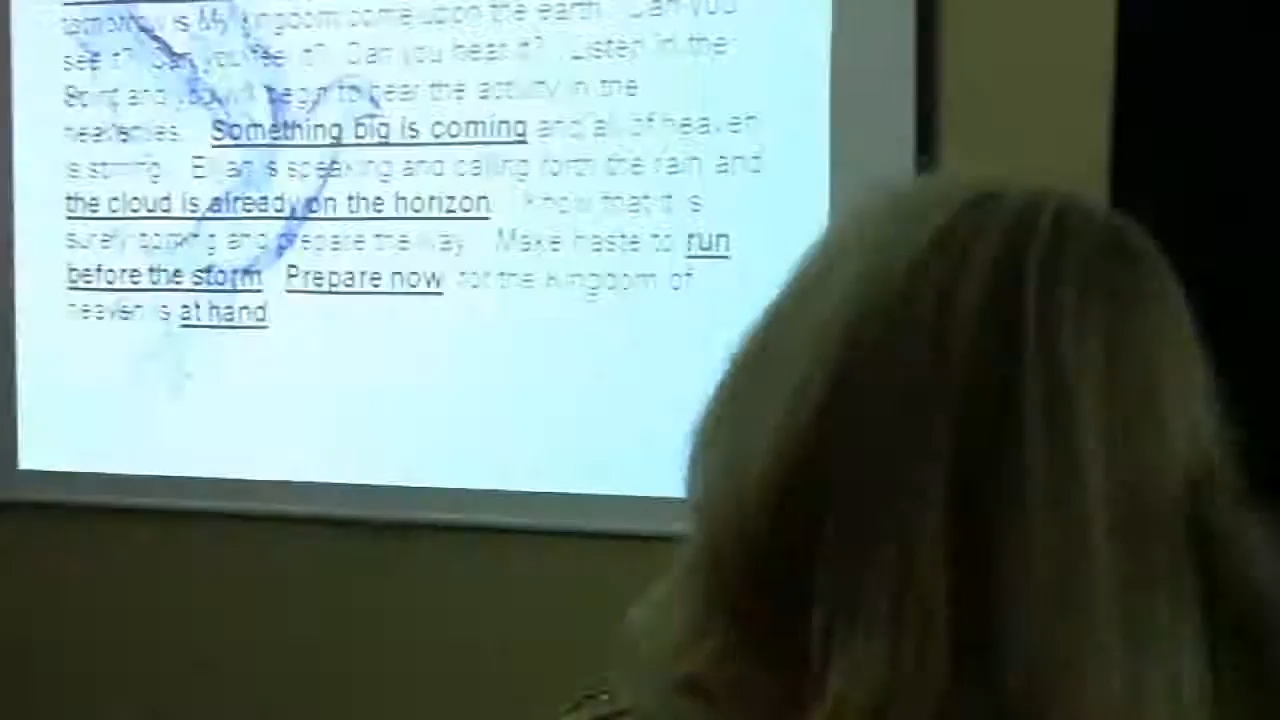 tomorrow is My kingdom come upon the earth. Can you
see it? Can you see it? Can you hear it? Listen in the
Spirit and you will begin to hear the activity in the
heavenlies. Something big is coming and all of heaven
is stirring. Elijah is speaking and calling forth the rain and
the cloud is already on the horizon. Know that it is
surely coming and prepare the way. Make haste to run
before the storm. Prepare now for the Kingdom of
heaven is at hand.